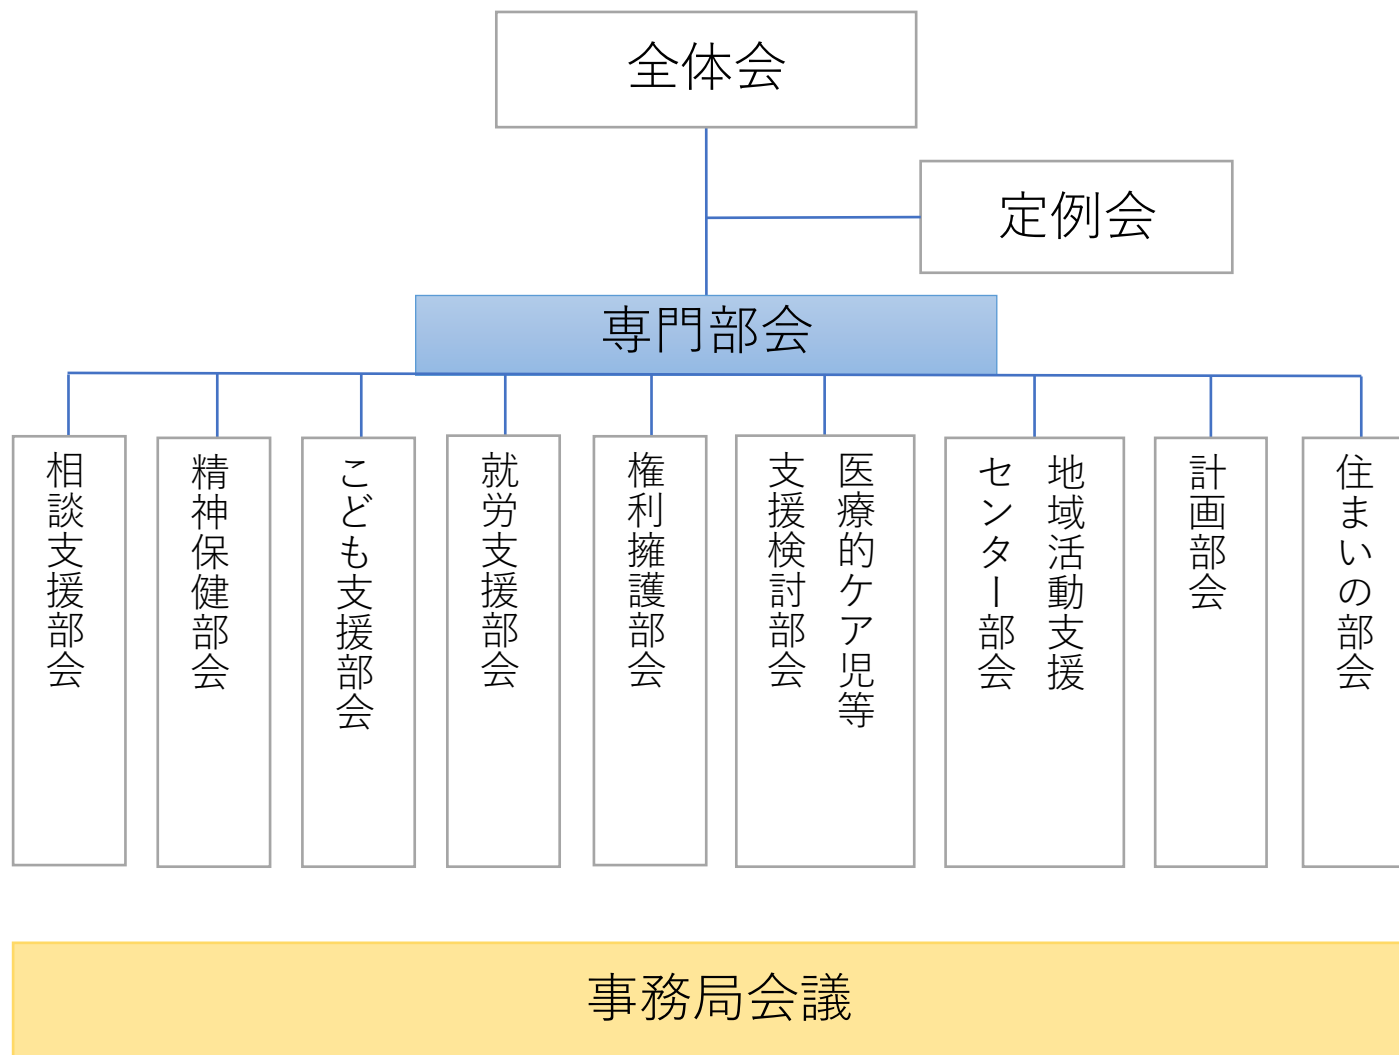 全体会
定例会
専門部会
相談支援部会
精神保健部会
こども支援部会
就労支援部会
権利擁護部会
医療的ケア児等
支援検討部会
地域活動支援
センター部会
計画部会
住まいの部会
事務局会議